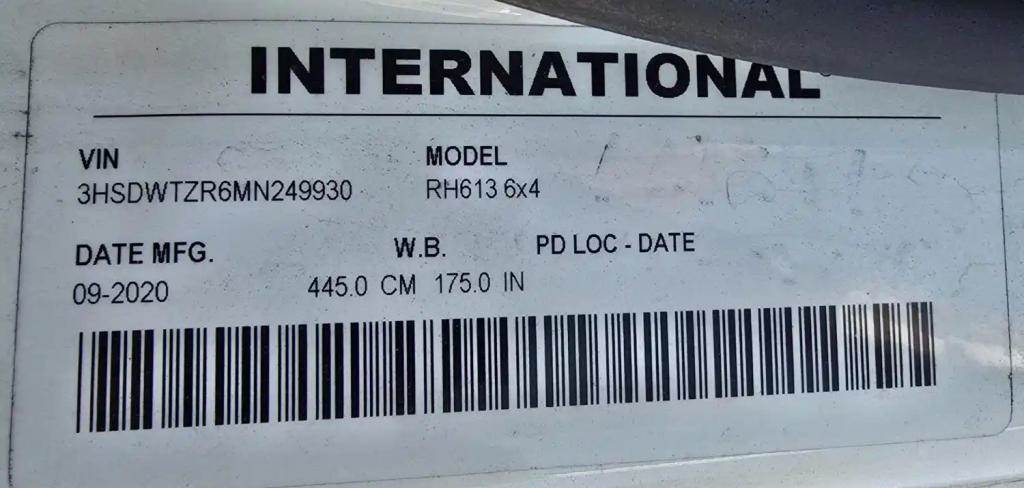 INTERNATIONAL
VIN MODEL
3HSDWTZR6MN249930 RH613 6x4
DATE MFG. W.B. PD LOC - DATE
09-2020 445.0 CM 175.0 IN